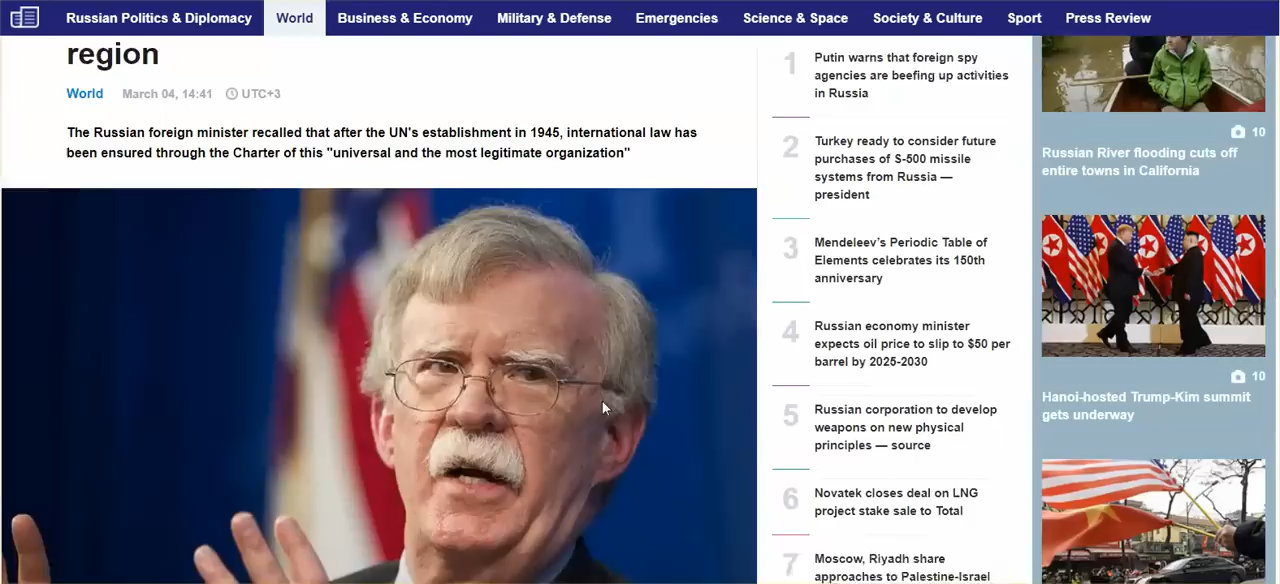 Russian Politics & Diplomacy World Business & Economy Military & Defense Emergencies Science & Space Society & Culture Sport Press Review
region
World March 04, 14:41 UTC+3
The Russian foreign minister recalled that after the UN's establishment in 1945, international law has
been ensured through the Charter of this "universal and the most legitimate organization"
1
Putin warns that foreign spy
agencies are beefing up activities
in Russia
2
Turkey ready to consider future
purchases of S-500 missile
systems from Russia —
president
3
Mendeleev's Periodic Table of
Elements celebrates its 150th
anniversary
4
Russian economy minister
expects oil price to slip to $50 per
barrel by 2025-2030
5
Russian corporation to develop
weapons on new physical
principles — source
6
Novatek closes deal on LNG
project stake sale to Total
7
Moscow, Riyadh share
approaches to Palestine-Israel
10
Russian River flooding cuts off
entire towns in California
10
Hanoi-hosted Trump-Kim summit
gets underway